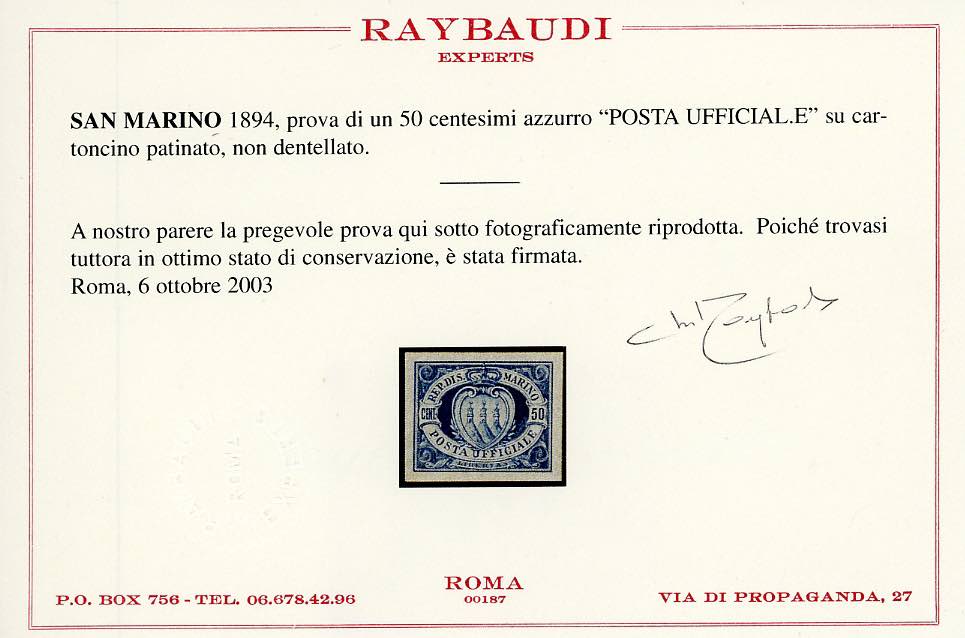 RAYBAUDI
EXPERTS
SAN MARINO 1894, prova di un 50 centesimi azzurro “POSTA UFFICIAL.E” su car-
toncino patinato, non dentellato.
A nostro parere la pregevole prova qui sotto fotograficamente riprodotta. Poiché trovasi
tuttora in ottimo stato di conservazione, è stata firmata.
Roma, 6 ottobre 2003
REP. DI S. MARINO
CENT. 50
POSTA UFFICIALE
LIBERTAS
ROMA
00187
P.O. BOX 756 - TEL. 06.678.42.96
VIA DI PROPAGANDA, 27